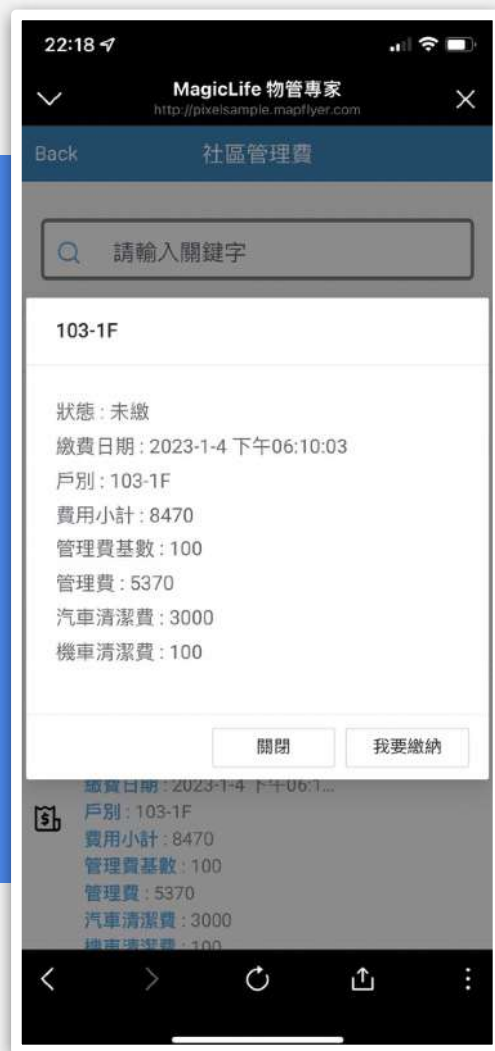 22:18
MagicLife 物管專家
http://pixelsample.mapflyer.com
Back
社區管理費
請輸入關鍵字
103-1F
狀態 : 未繳
繳費日期 : 2023-1-4 下午06:10:03
戶別 : 103-1F
費用小計 : 8470
管理費基數 : 100
管理費 : 5370
汽車清潔費 : 3000
機車清潔費 : 100
關閉
我要繳納
繳費日期 : 2023-1-4 下午06:1...
戶別 : 103-1F
費用小計 : 8470
管理費基數 : 100
管理費 : 5370
汽車清潔費 : 3000
機車清潔費 : 100